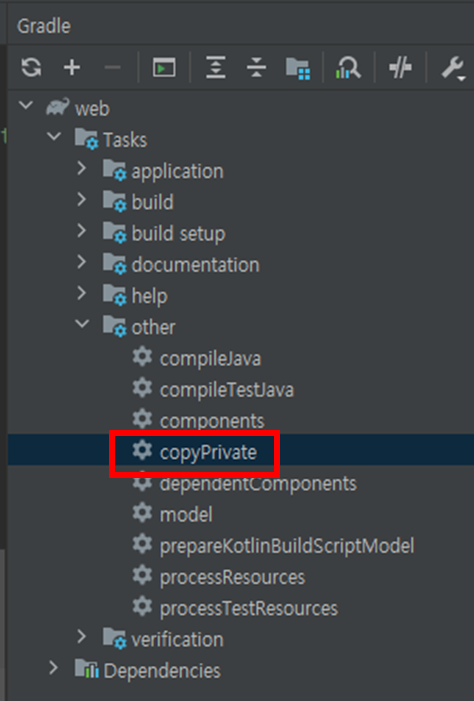 Gradle
web
Tasks
application
build
build setup
documentation
help
other
compileJava
compileTestJava
components
copyPrivate
dependentComponents
model
prepareKotlinBuildScriptModel
processResources
processTestResources
verification
Dependencies